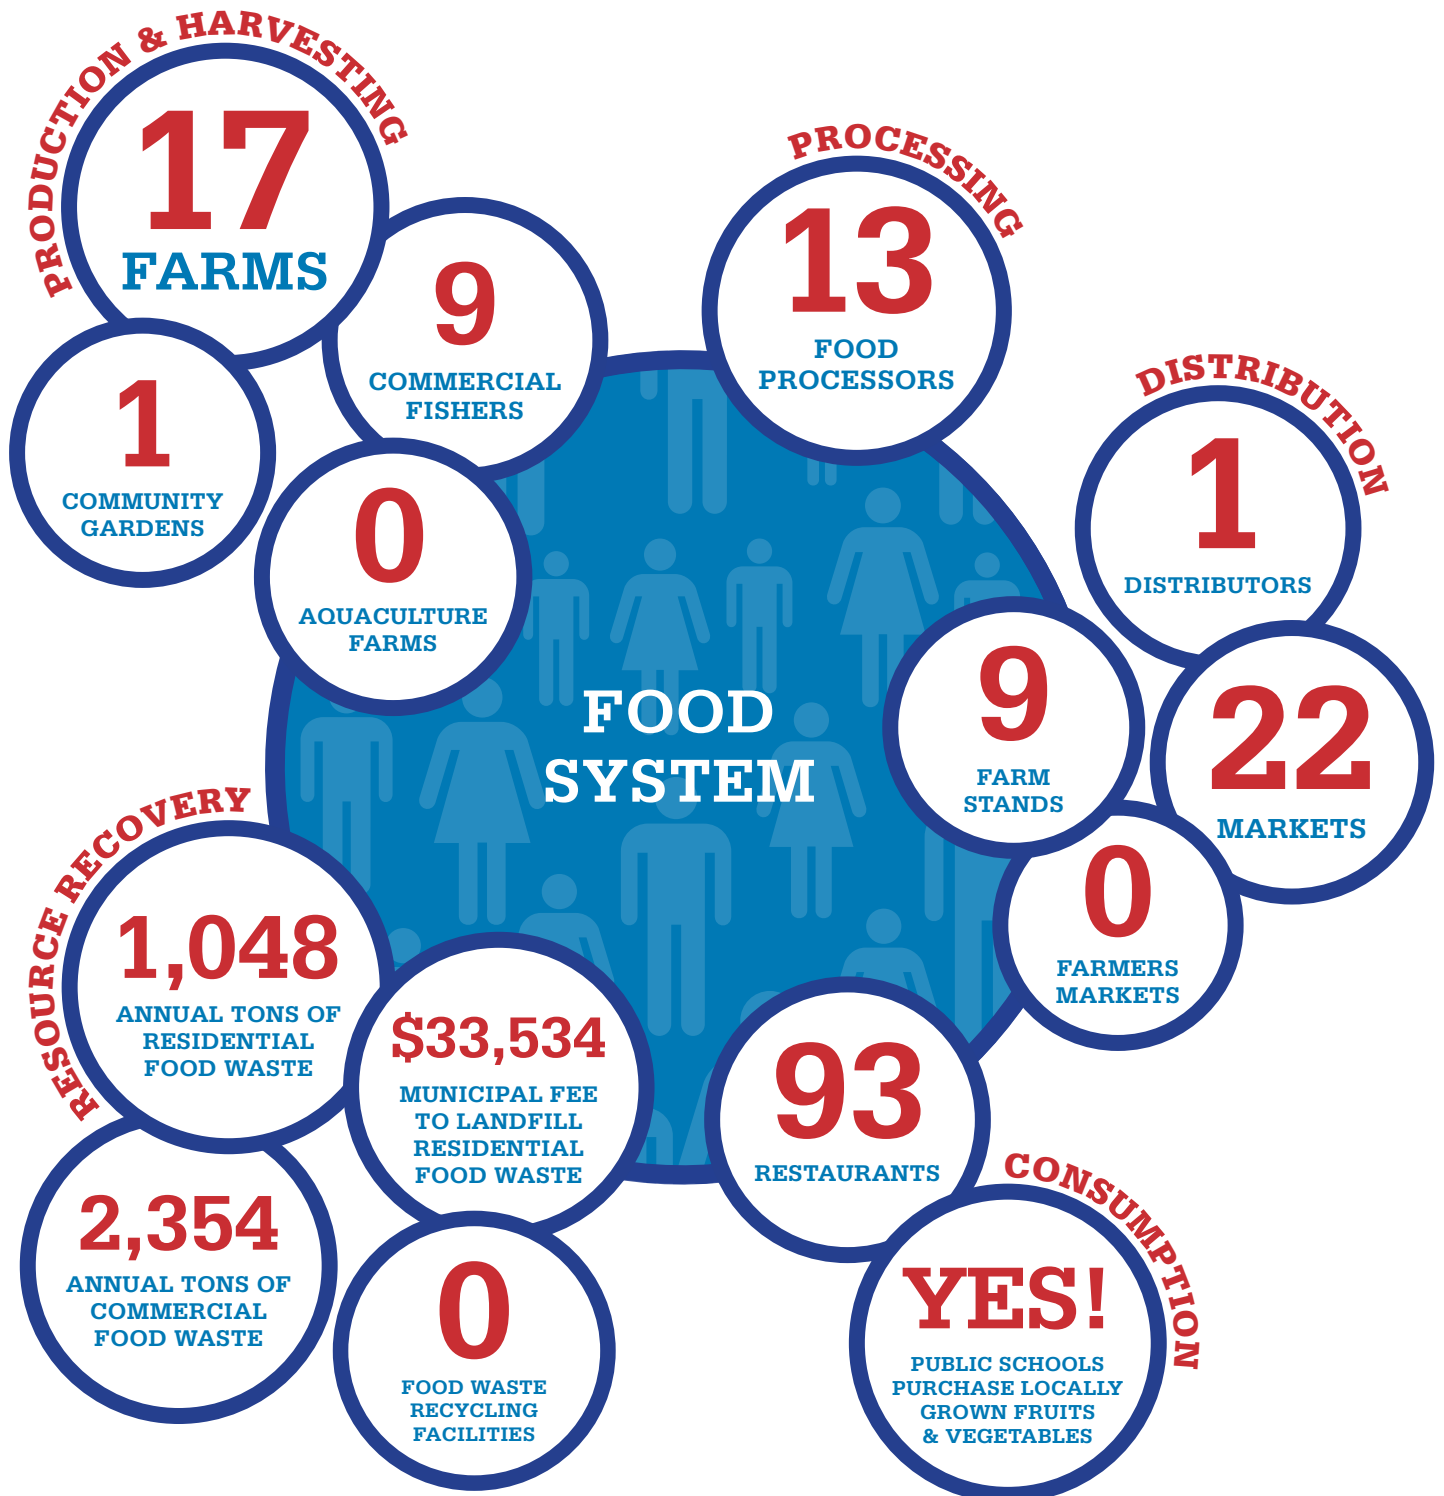 PRODUCTION & HARVESTING
17
FARMS
9
COMMERCIAL
FISHERS
1
COMMUNITY
GARDENS
0
AQUACULTURE
FARMS
PROCESSING
13
FOOD
PROCESSORS
DISTRIBUTION
1
DISTRIBUTORS
9
FARM
STANDS
22
MARKETS
0
FARMERS
MARKETS
FOOD
SYSTEM
RESOURCE RECOVERY
1,048
ANNUAL TONS OF
RESIDENTIAL
FOOD WASTE
$33,534
MUNICIPAL FEE
TO LANDFILL
RESIDENTIAL
FOOD WASTE
2,354
ANNUAL TONS OF
COMMERCIAL
FOOD WASTE
0
FOOD WASTE
RECYCLING
FACILITIES
93
RESTAURANTS
CONSUMPTION
YES!
PUBLIC SCHOOLS
PURCHASE LOCALLY
GROWN FRUITS
& VEGETABLES